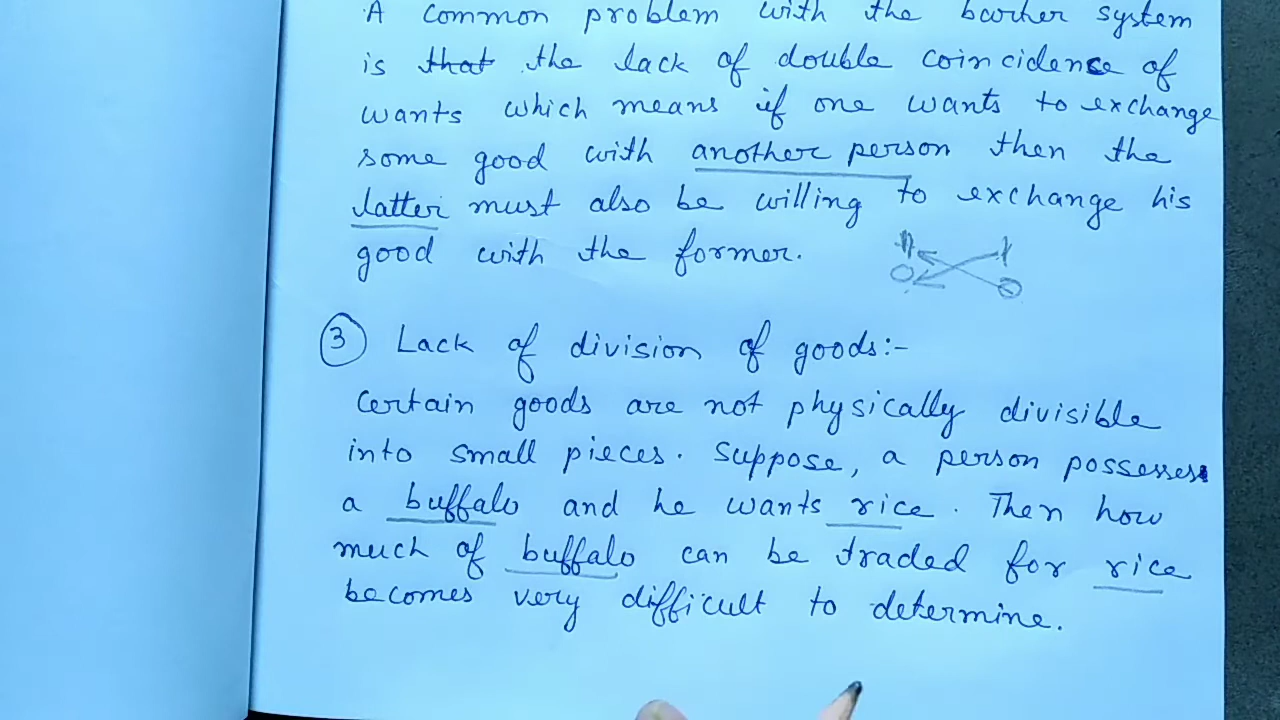 A common problem with the barter system
is that the lack of double coincidence of
wants which means if one wants to exchange
some good with another person then the
latter must also be willing to exchange his
good with the former.
3 Lack of division of goods:-
Certain goods are not physically divisible
into small pieces. Suppose, a person possesses
a buffalo and he wants rice. Then how
much of buffalo can be traded for rice
becomes very difficult to determine.